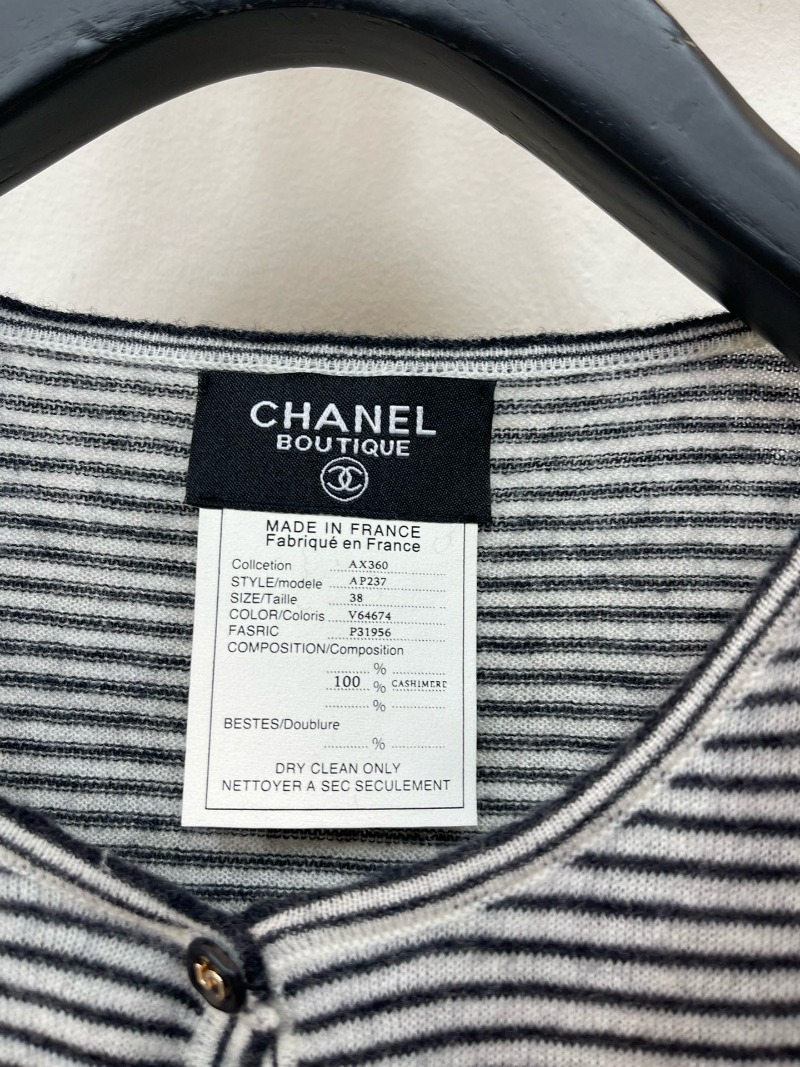 CHANEL
BOUTIQUE
MADE IN FRANCE
Fabriqué en France
Collcetion AX360
STYLE/modele AP237
SIZE/Taille 38
COLOR/Coloris V64674
FASRIC P31956
COMPOSITION/Composition
%
100 % CASHIMERE
%
BESTES/Doublure
%
DRY CLEAN ONLY
NETTOYER A SEC SECULEMENT